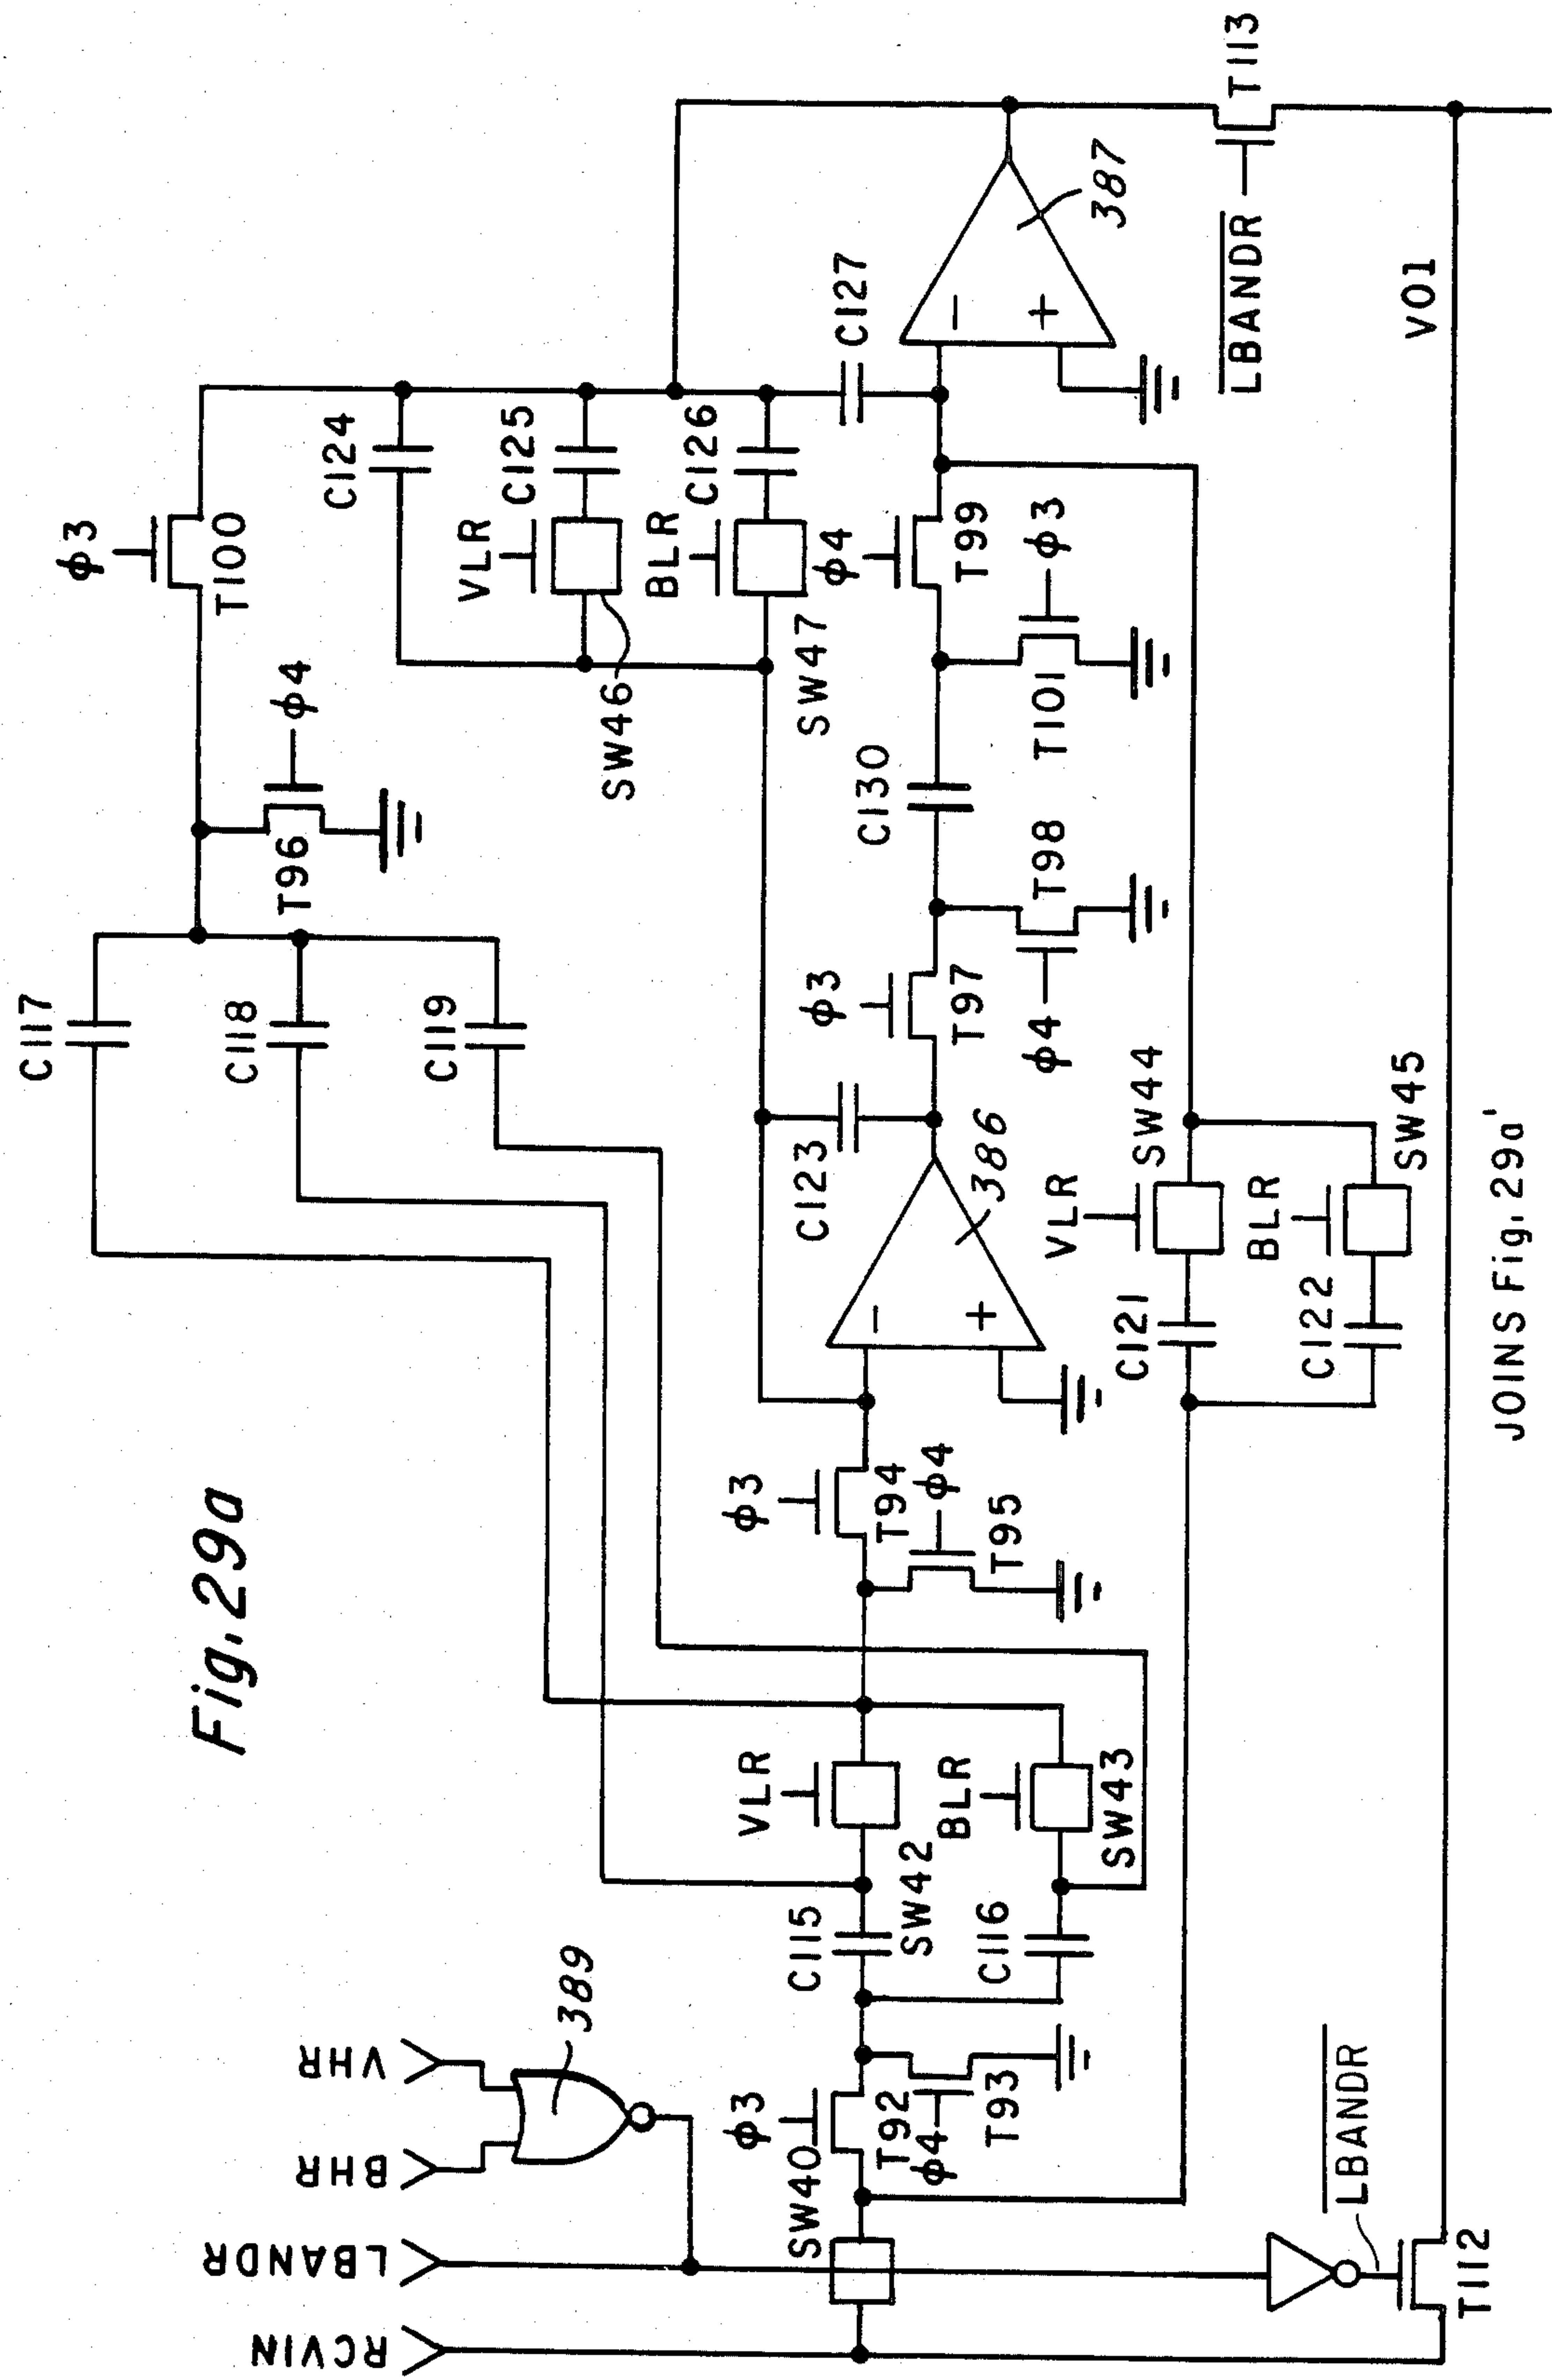 Fig. 29a
RCVIN
LBANDR
BHR
VHR
389
SW40
ϕ3
T92
ϕ4
T93
C115
SW42
VLR
C116
BLR
SW43
C117
C118
C119
ϕ3
T94
ϕ4
T95
386
C123
T96
ϕ4
ϕ3
T100
C124
VLR
C125
SW46
BLR
C126
SW47
ϕ3
T97
ϕ4
T98
C130
ϕ4
T99
T101
ϕ3
C127
387
VLR
SW44
C121
BLR
SW45
C122
L̅B̅A̅N̅D̅R̅
T112
L̅B̅A̅N̅D̅R̅
T113
VO1
JOINS Fig. 29a'